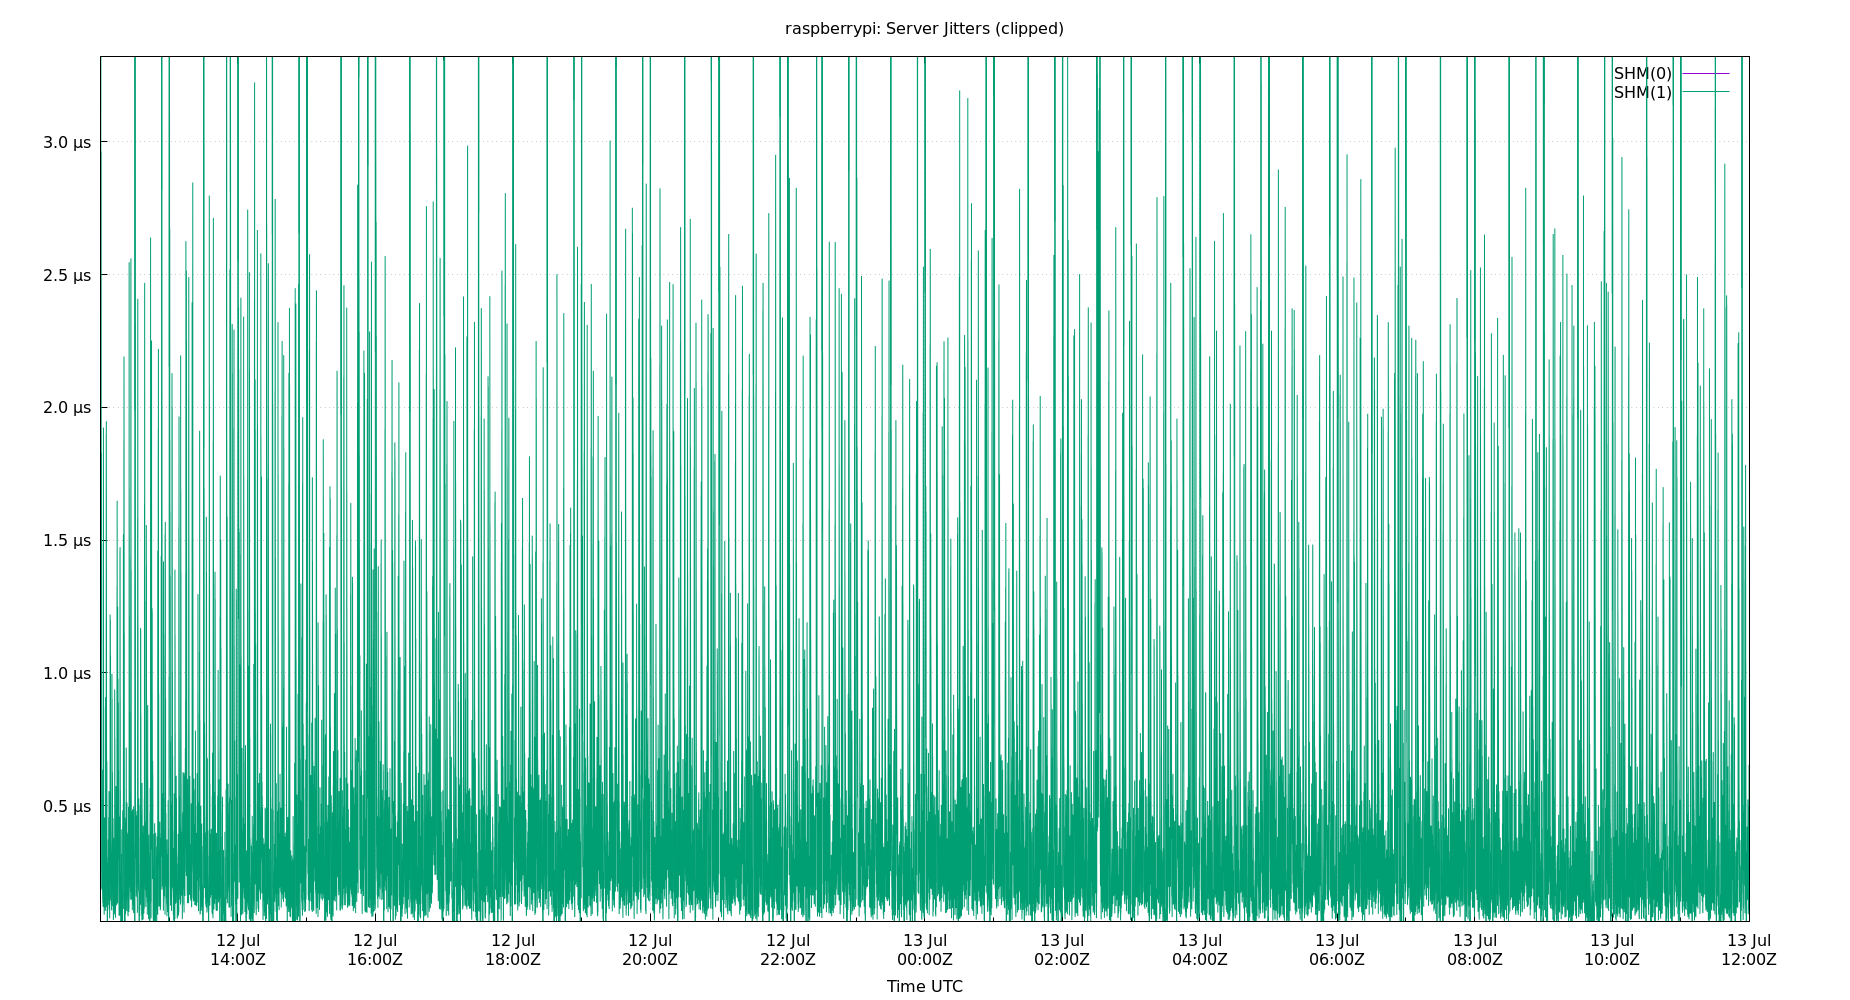 raspberrypi: Server Jitters (clipped)
SHM(0)
SHM(1)
3.0 µs
2.5 µs
2.0 µs
1.5 µs
1.0 µs
0.5 µs
12 Jul 12 Jul 12 Jul 12 Jul 12 Jul 13 Jul 13 Jul 13 Jul 13 Jul 13 Jul 13 Jul 13 Jul
14:00Z 16:00Z 18:00Z 20:00Z 22:00Z 00:00Z 02:00Z 04:00Z 06:00Z 08:00Z 10:00Z 12:00Z
Time UTC